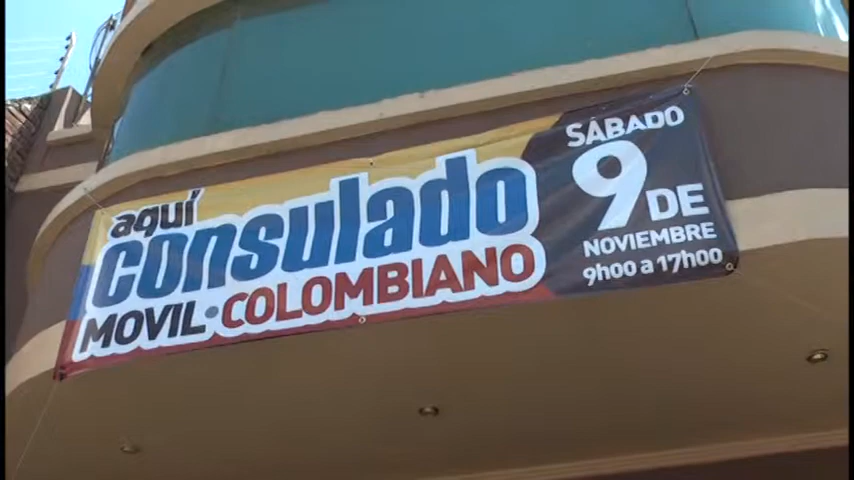 aquí
consulado
MOVIL • COLOMBIANO
SÁBADO
9 DE
NOVIEMBRE
9h00 a 17h00